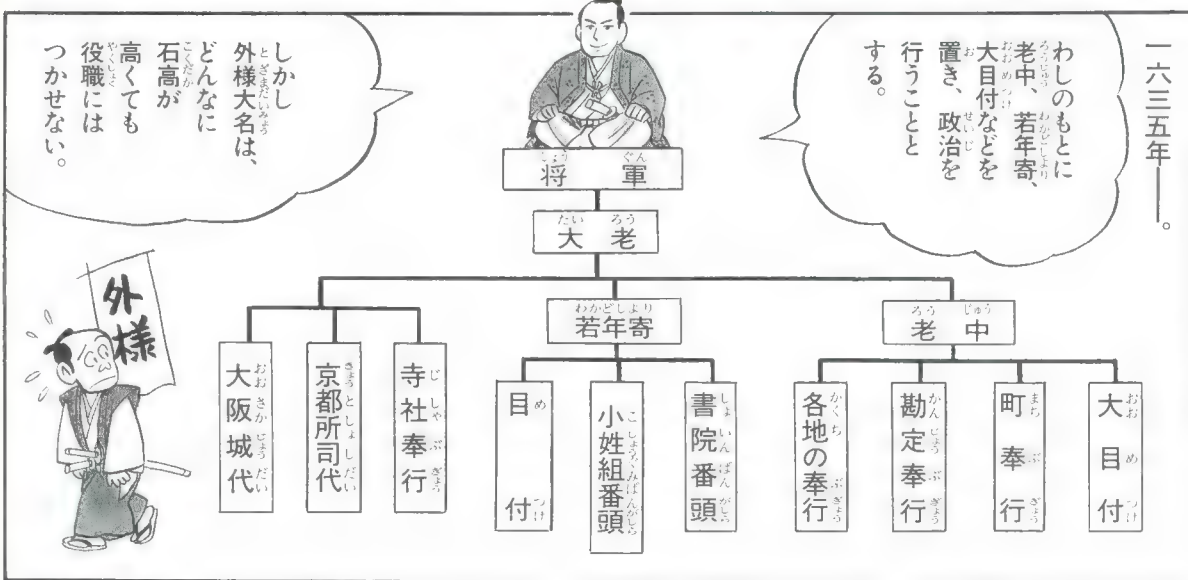 一六三五年――。
わしのもとに
老中、若年寄、
大目付などを
置き、政治を
行うことと
する。
しかし
外様大名は、
どんなに
石高が
高くても
役職には
つかせない。
将軍
大老
老中
若年寄
大目付
町奉行
勘定奉行
各地の奉行
書院番頭
小姓組番頭
目付
寺社奉行
京都所司代
大阪城代
外様